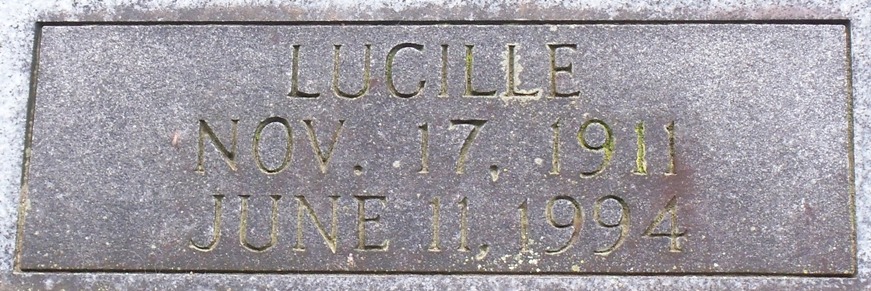 LUCILLE
NOV. 17, 1911
JUNE 11, 1994